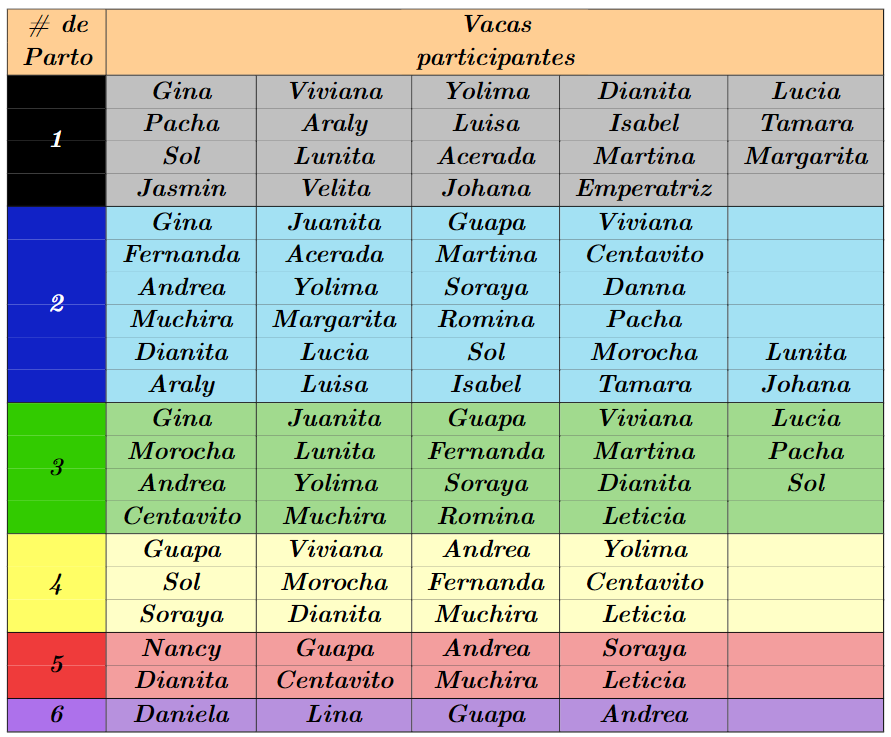 # de Parto Vacas participantes
1
Gina Viviana Yolima Dianita Lucia
Pacha Araly Luisa Isabel Tamara
Sol Lunita Acerada Martina Margarita
Jasmin Velita Johana Emperatriz
2
Gina Juanita Guapa Viviana
Fernanda Acerada Martina Centavito
Andrea Yolima Soraya Danna
Muchira Margarita Romina Pacha
Dianita Lucia Sol Morocha Lunita
Araly Luisa Isabel Tamara Johana
3
Gina Juanita Guapa Viviana Lucia
Morocha Lunita Fernanda Martina Pacha
Andrea Yolima Soraya Dianita Sol
Centavito Muchira Romina Leticia
4
Guapa Viviana Andrea Yolima
Sol Morocha Fernanda Centavito
Soraya Dianita Muchira Leticia
5
Nancy Guapa Andrea Soraya
Dianita Centavito Muchira Leticia
6 Daniela Lina Guapa Andrea